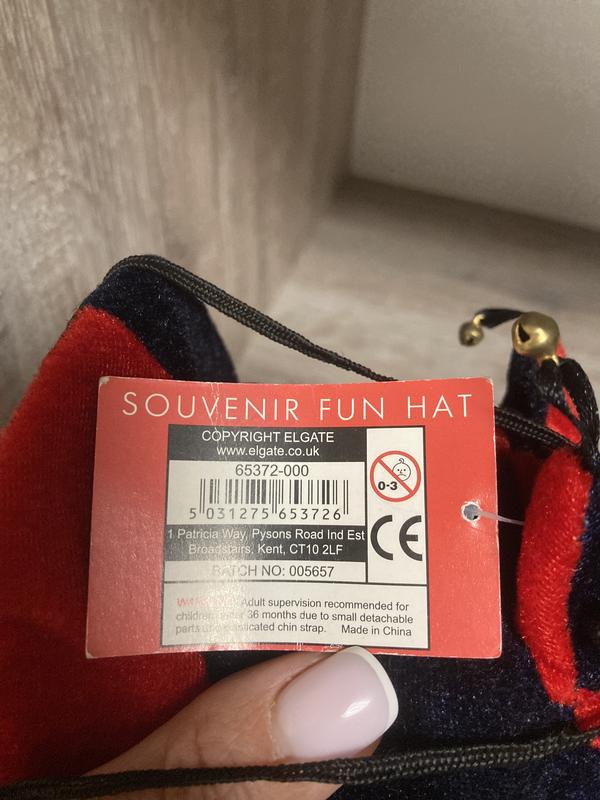 SOUVENIR FUN HAT
COPYRIGHT ELGATE
www.elgate.co.uk
65372-000
5 031275 653726
0-3
1 Patricia Way, Pysons Road Ind Est
Broadstairs, Kent, CT10 2LF
CE
BATCH NO: 005657
Adult supervision recommended for
children under 36 months due to small detachable
parts and elasticated chin strap. Made in China